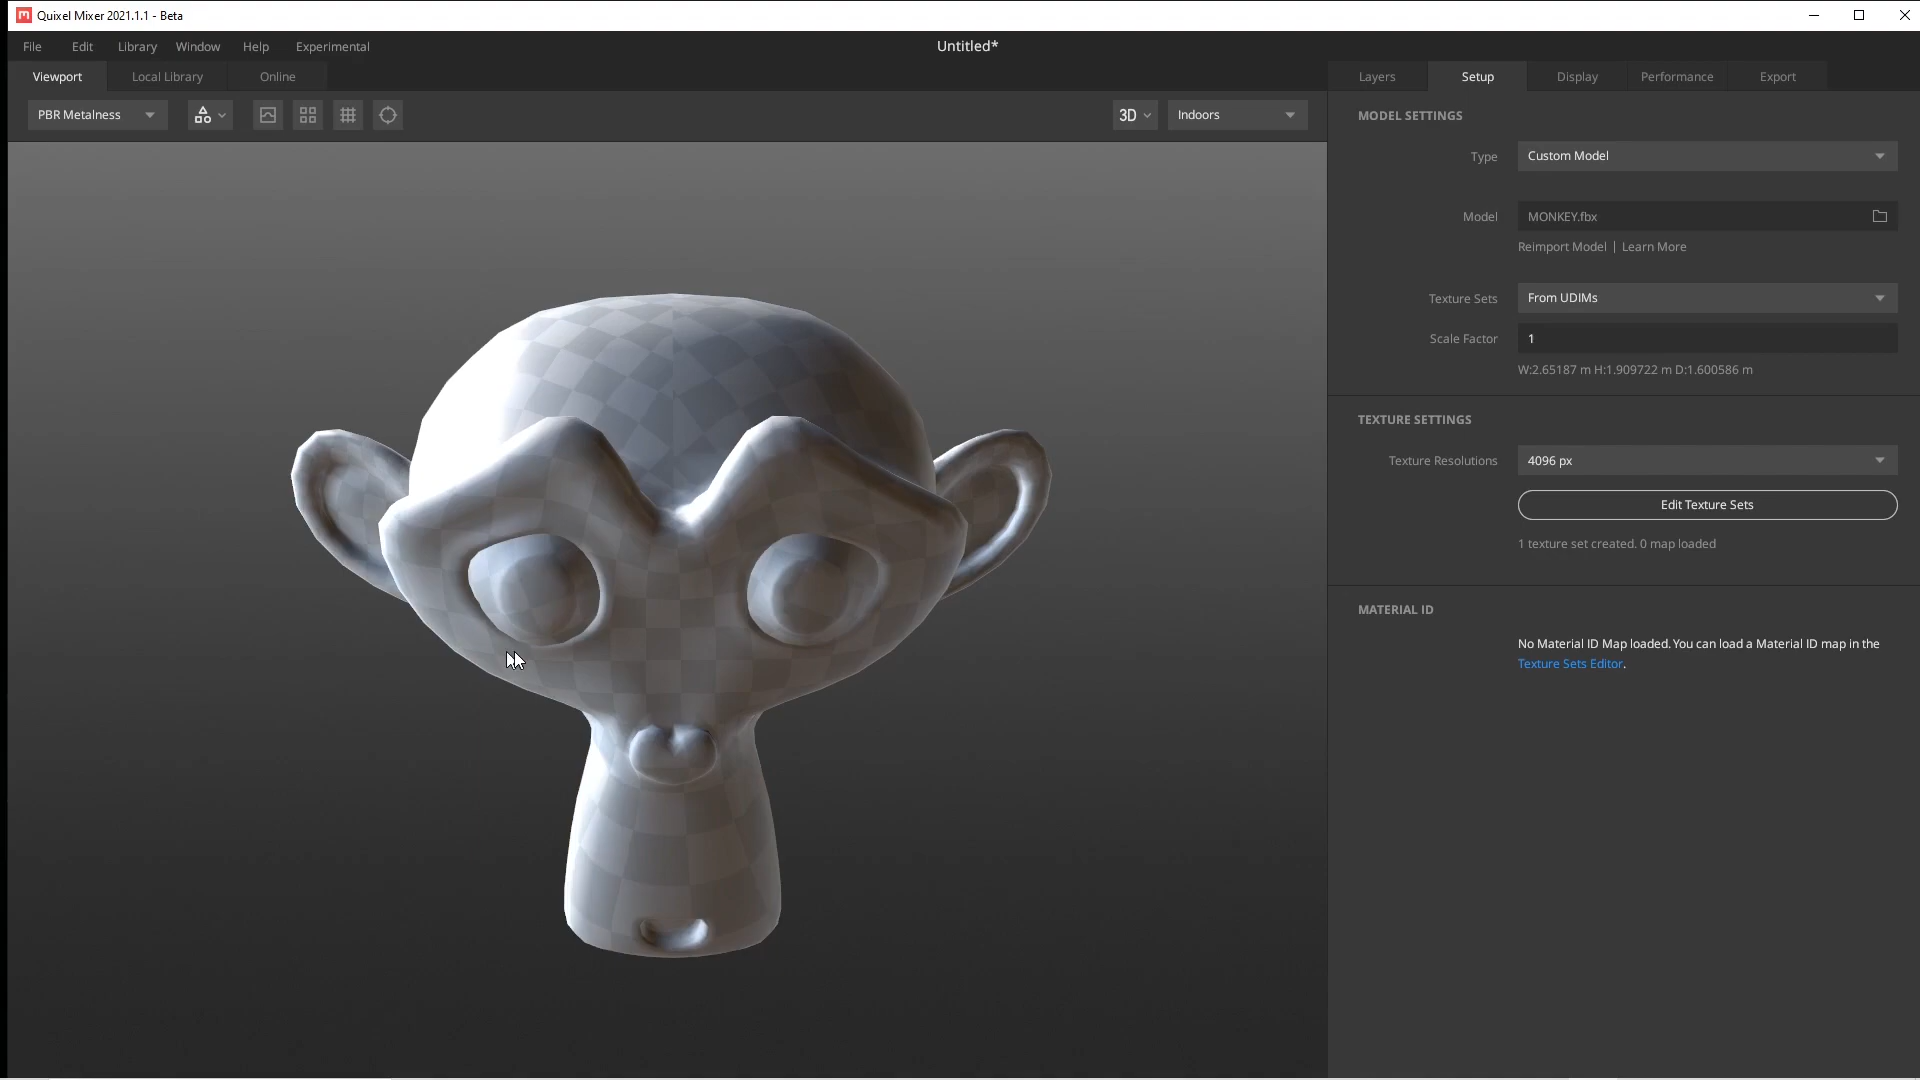 Quixel Mixer 2021.1.1 - Beta
File Edit Library Window Help Experimental
Untitled*
Viewport Local Library Online
Layers Setup Display Performance Export
PBR Metalness
3D
Indoors
MODEL SETTINGS
Type Custom Model
Model MONKEY.fbx
Reimport Model | Learn More
Texture Sets From UDIMs
Scale Factor 1
W:2.65187 m H:1.909722 m D:1.600586 m
TEXTURE SETTINGS
Texture Resolutions 4096 px
Edit Texture Sets
1 texture set created. 0 map loaded
MATERIAL ID
No Material ID Map loaded. You can load a Material ID map in the
Texture Sets Editor.